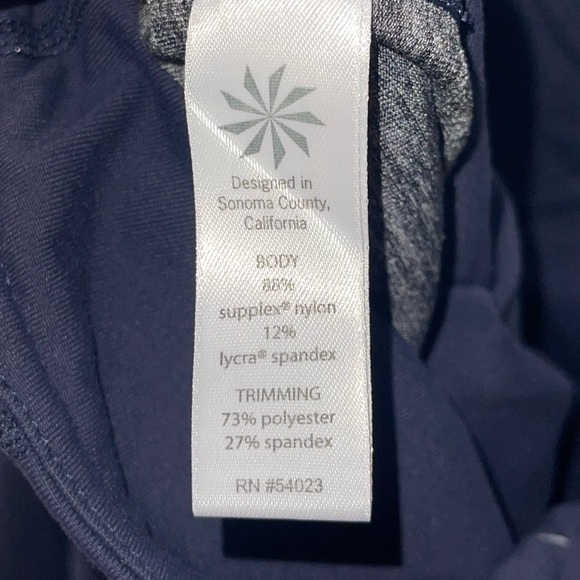 Designed in
Sonoma County,
California
BODY
88%
supplex® nylon
12%
lycra® spandex
TRIMMING
73% polyester
27% spandex
RN #54023